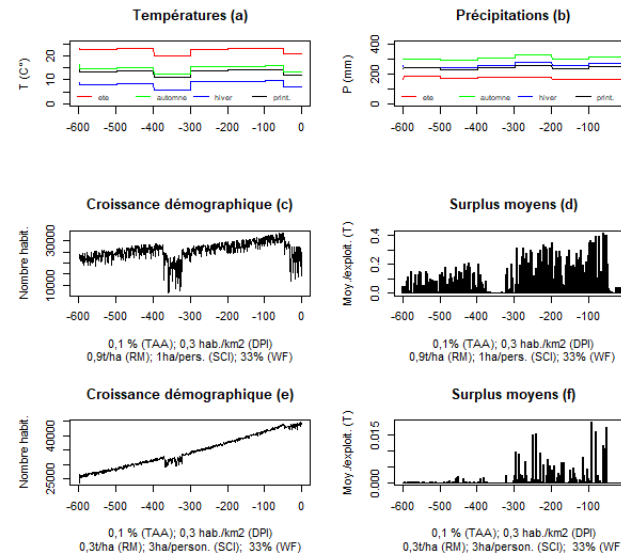 Températures (a)
T (C°)
0 10 20
ete automne hiver print.
-600 -500 -400 -300 -200 -100 0
Précipitations (b)
P (mm)
0 200 400
ete automne hiver print.
-600 -500 -400 -300 -200 -100
Croissance démographique (c)
Nombre habit.
10000 30000
-600 -500 -400 -300 -200 -100 0
0,1 % (TAA); 0,3 hab./km2 (DPI)
0,9t/ha (RM); 1ha/pers. (SCI); 33% (WF)
Surplus moyens (d)
Moy./exploit. (T)
0.0 0.2 0.4
-600 -500 -400 -300 -200 -100 0
0,1 % (TAA); 0,3 hab./km2 (DPI)
0,9t/ha (RM); 1ha/pers. (SCI); 33% (WF)
Croissance démographique (e)
Nombre habit.
25000 40000
-600 -500 -400 -300 -200 -100 0
0,1 % (TAA); 0,3 hab./km2 (DPI)
0,3t/ha (RM); 3ha/person. (SCI); 33% (WF)
Surplus moyens (f)
Moy./exploit. (T)
0.000 0.015
-600 -500 -400 -300 -200 -100 0
0,1 % (TAA); 0,3 hab./km2 (DPI)
0,3t/ha (RM); 3ha/person. (SCI); 33% (WF)